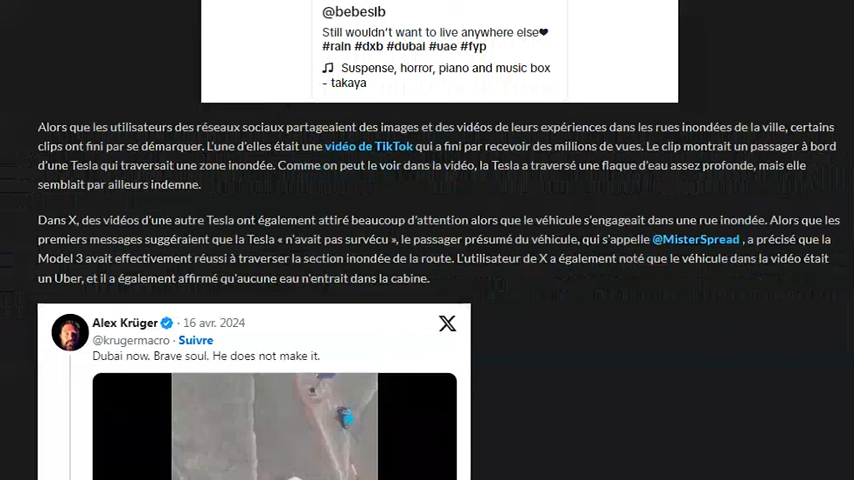 @bebeslb
Still wouldn't want to live anywhere else❤
#rain #dxb #dubai #uae #fyp
♫ Suspense, horror, piano and music box
- takaya
Alors que les utilisateurs des réseaux sociaux partageaient des images et des vidéos de leurs expériences dans les rues inondées de la ville, certains
clips ont fini par se démarquer. L'une d'elles était une vidéo de TikTok qui a fini par recevoir des millions de vues. Le clip montrait un passager à bord
d'une Tesla qui traversait une zone inondée. Comme on peut le voir dans la vidéo, la Tesla a traversé une flaque d'eau assez profonde, mais elle
semblait par ailleurs indemne.
Dans X, des vidéos d'une autre Tesla ont également attiré beaucoup d'attention alors que le véhicule s'engageait dans une rue inondée. Alors que les
premiers messages suggéraient que la Tesla « n'avait pas survécu », le passager présumé du véhicule, qui s'appelle @MisterSpread , a précisé que la
Model 3 avait effectivement réussi à traverser la section inondée de la route. L'utilisateur de X a également noté que le véhicule dans la vidéo était
un Uber, et il a également affirmé qu'aucune eau n'entrait dans la cabine.
Alex Krüger · 16 avr. 2024
@krugermacro · Suivre
Dubai now. Brave soul. He does not make it.